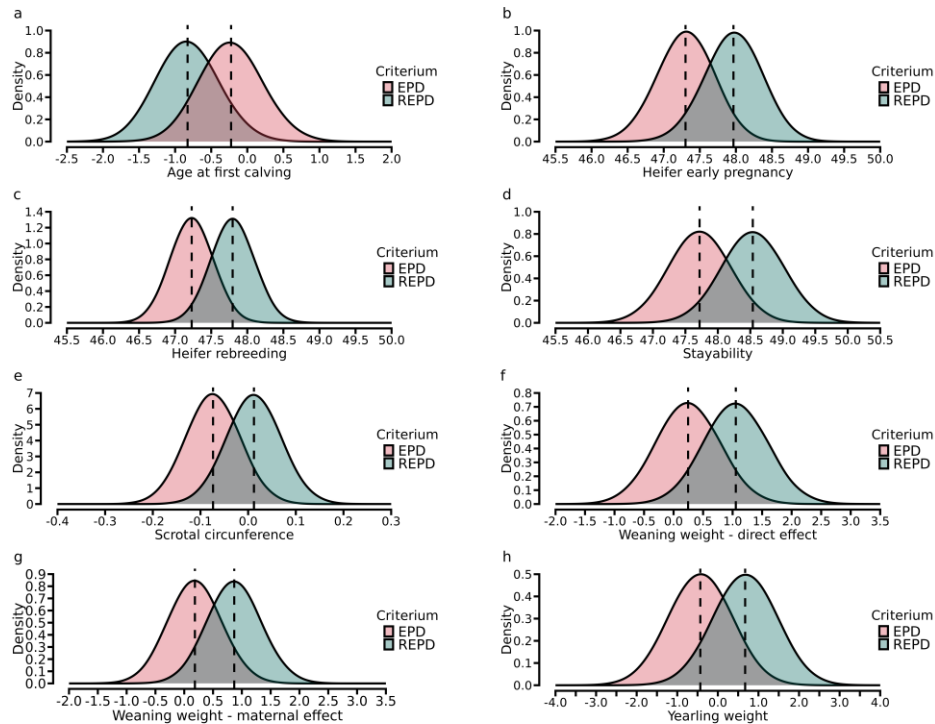 a
Density
1.0
0.8
0.6
0.4
0.2
0.0
-2.5 -2.0 -1.5 -1.0 -0.5 0.0 0.5 1.0 1.5 2.0
Age at first calving
Criterium
EPD
REPD
b
Density
1.0
0.8
0.6
0.4
0.2
0.0
45.5 46.0 46.5 47.0 47.5 48.0 48.5 49.0 49.5 50.0
Heifer early pregnancy
Criterium
EPD
REPD
c
Density
1.4
1.2
1.0
0.8
0.6
0.4
0.2
0.0
45.5 46.0 46.5 47.0 47.5 48.0 48.5 49.0 49.5 50.0
Heifer rebreeding
Criterium
EPD
REPD
d
Density
1.0
0.8
0.6
0.4
0.2
0.0
45.5 46.0 46.5 47.0 47.5 48.0 48.5 49.0 49.5 50.0 50.5
Stayability
Criterium
EPD
REPD
e
Density
7
6
5
4
3
2
1
0
-0.4 -0.3 -0.2 -0.1 0.0 0.1 0.2 0.3
Scrotal circunference
Criterium
EPD
REPD
f
Density
0.8
0.7
0.6
0.5
0.4
0.3
0.2
0.1
0.0
-2.0 -1.5 -1.0 -0.5 0.0 0.5 1.0 1.5 2.0 2.5 3.0 3.5
Weaning weight - direct effect
Criterium
EPD
REPD
g
Density
0.9
0.8
0.7
0.6
0.5
0.4
0.3
0.2
0.1
0.0
-2.0 -1.5 -1.0 -0.5 0.0 0.5 1.0 1.5 2.0 2.5 3.0 3.5
Weaning weight - maternal effect
Criterium
EPD
REPD
h
Density
0.5
0.4
0.3
0.2
0.1
0.0
-4.0 -3.0 -2.0 -1.0 0.0 1.0 2.0 3.0 4.0
Yearling weight
Criterium
EPD
REPD